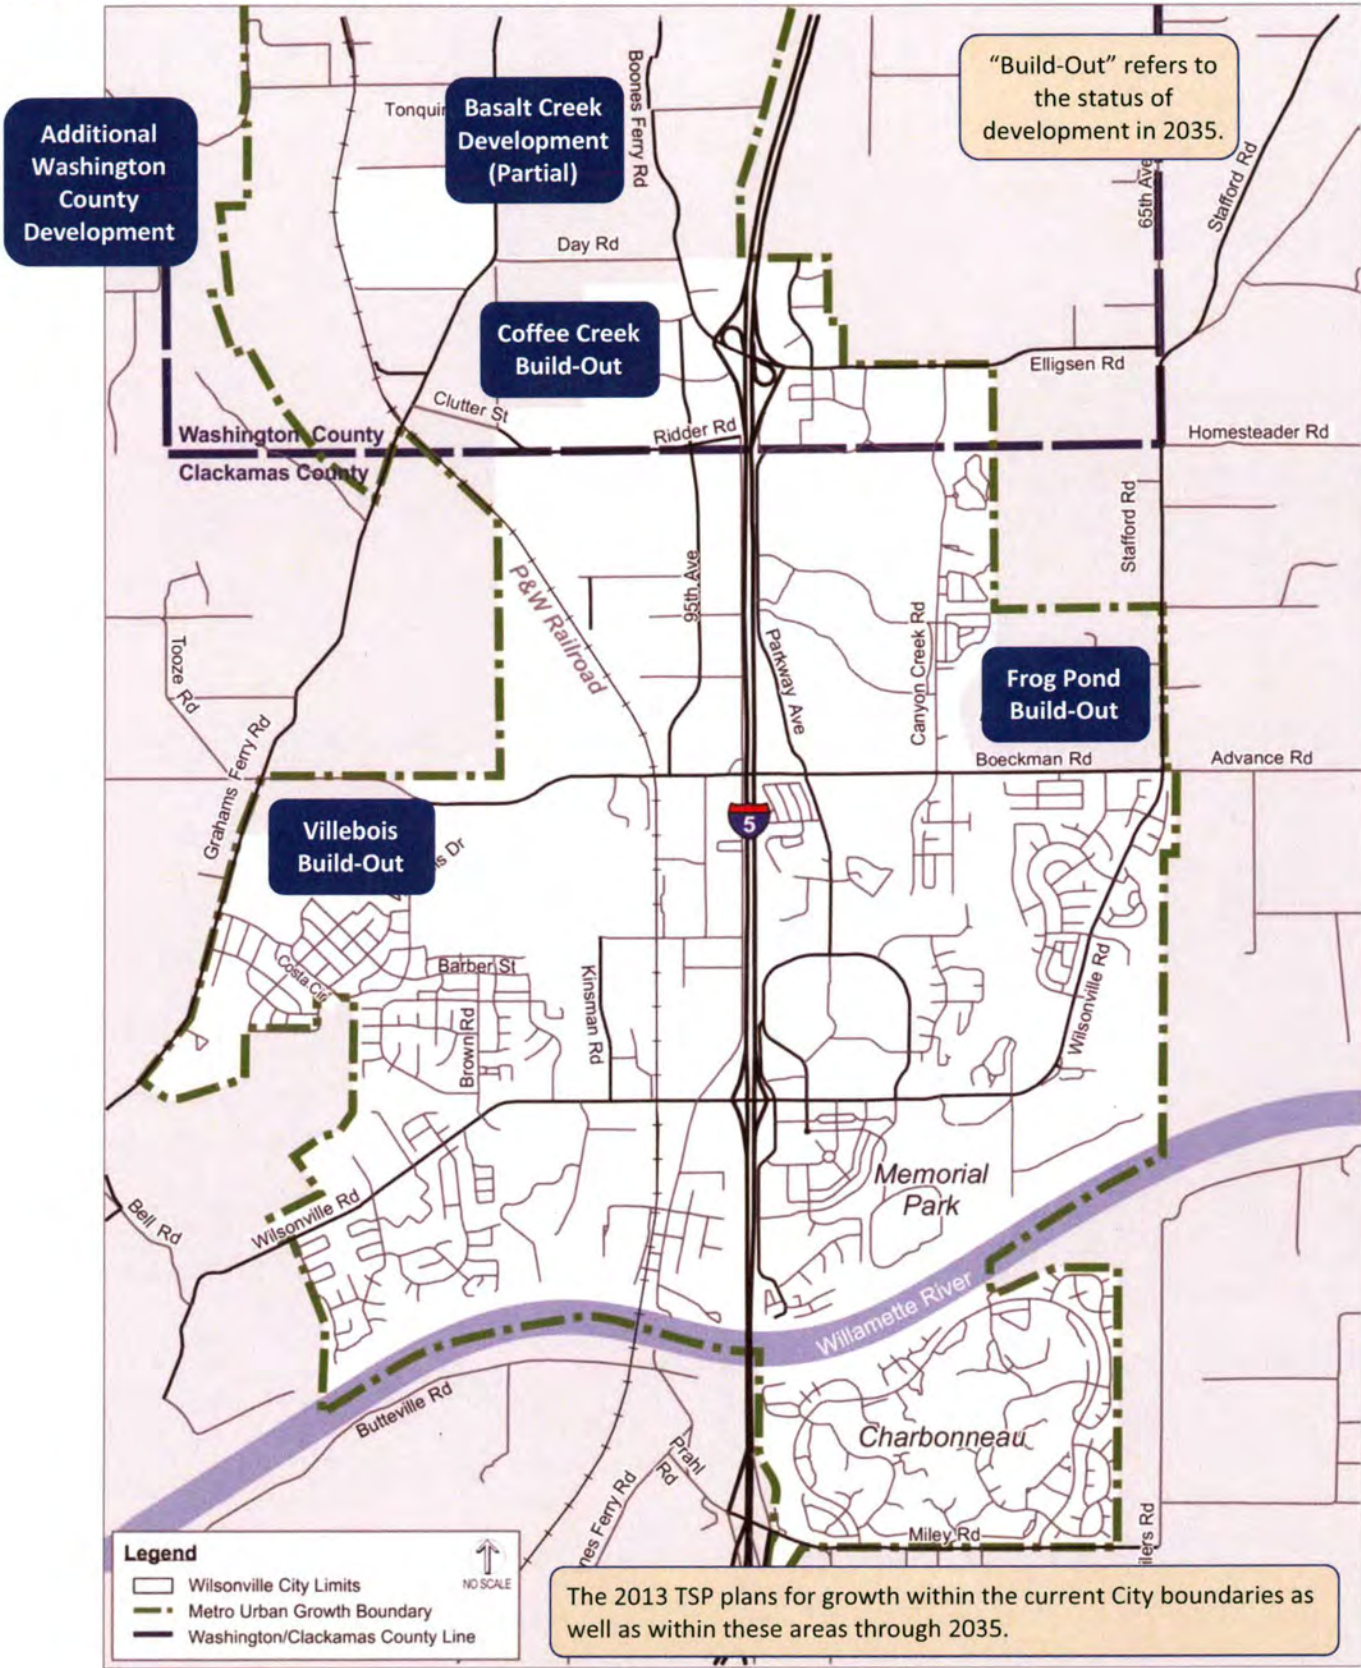 "Build-Out" refers to
the status of
development in 2035.
Additional
Washington
County
Development
Basalt Creek
Development
(Partial)
Boones Ferry Rd
65th Ave
Stafford Rd
Day Rd
Coffee Creek
Build-Out
Elligsen Rd
Clutter St
Ridder Rd
Homesteader Rd
Washington County
Clackamas County
Stafford Rd
P&W Railroad
95th Ave
Parkway Ave
Canyon Creek Rd
Tooze Rd
Frog Pond
Build-Out
Grahams Ferry Rd
Boeckman Rd
Advance Rd
5
Villebois
Build-Out
Dr
Costa Cir
Barber St
Brown Rd
Kinsman Rd
Wilsonville Rd
Memorial
Park
Bell Rd
Wilsonville Rd
Willamette River
Butteville Rd
Charbonneau
Prahl
Rd
Ferry Rd
Miley Rd
Rd
Legend
NO SCALE
Wilsonville City Limits
Metro Urban Growth Boundary
Washington/Clackamas County Line
The 2013 TSP plans for growth within the current City boundaries as
well as within these areas through 2035.